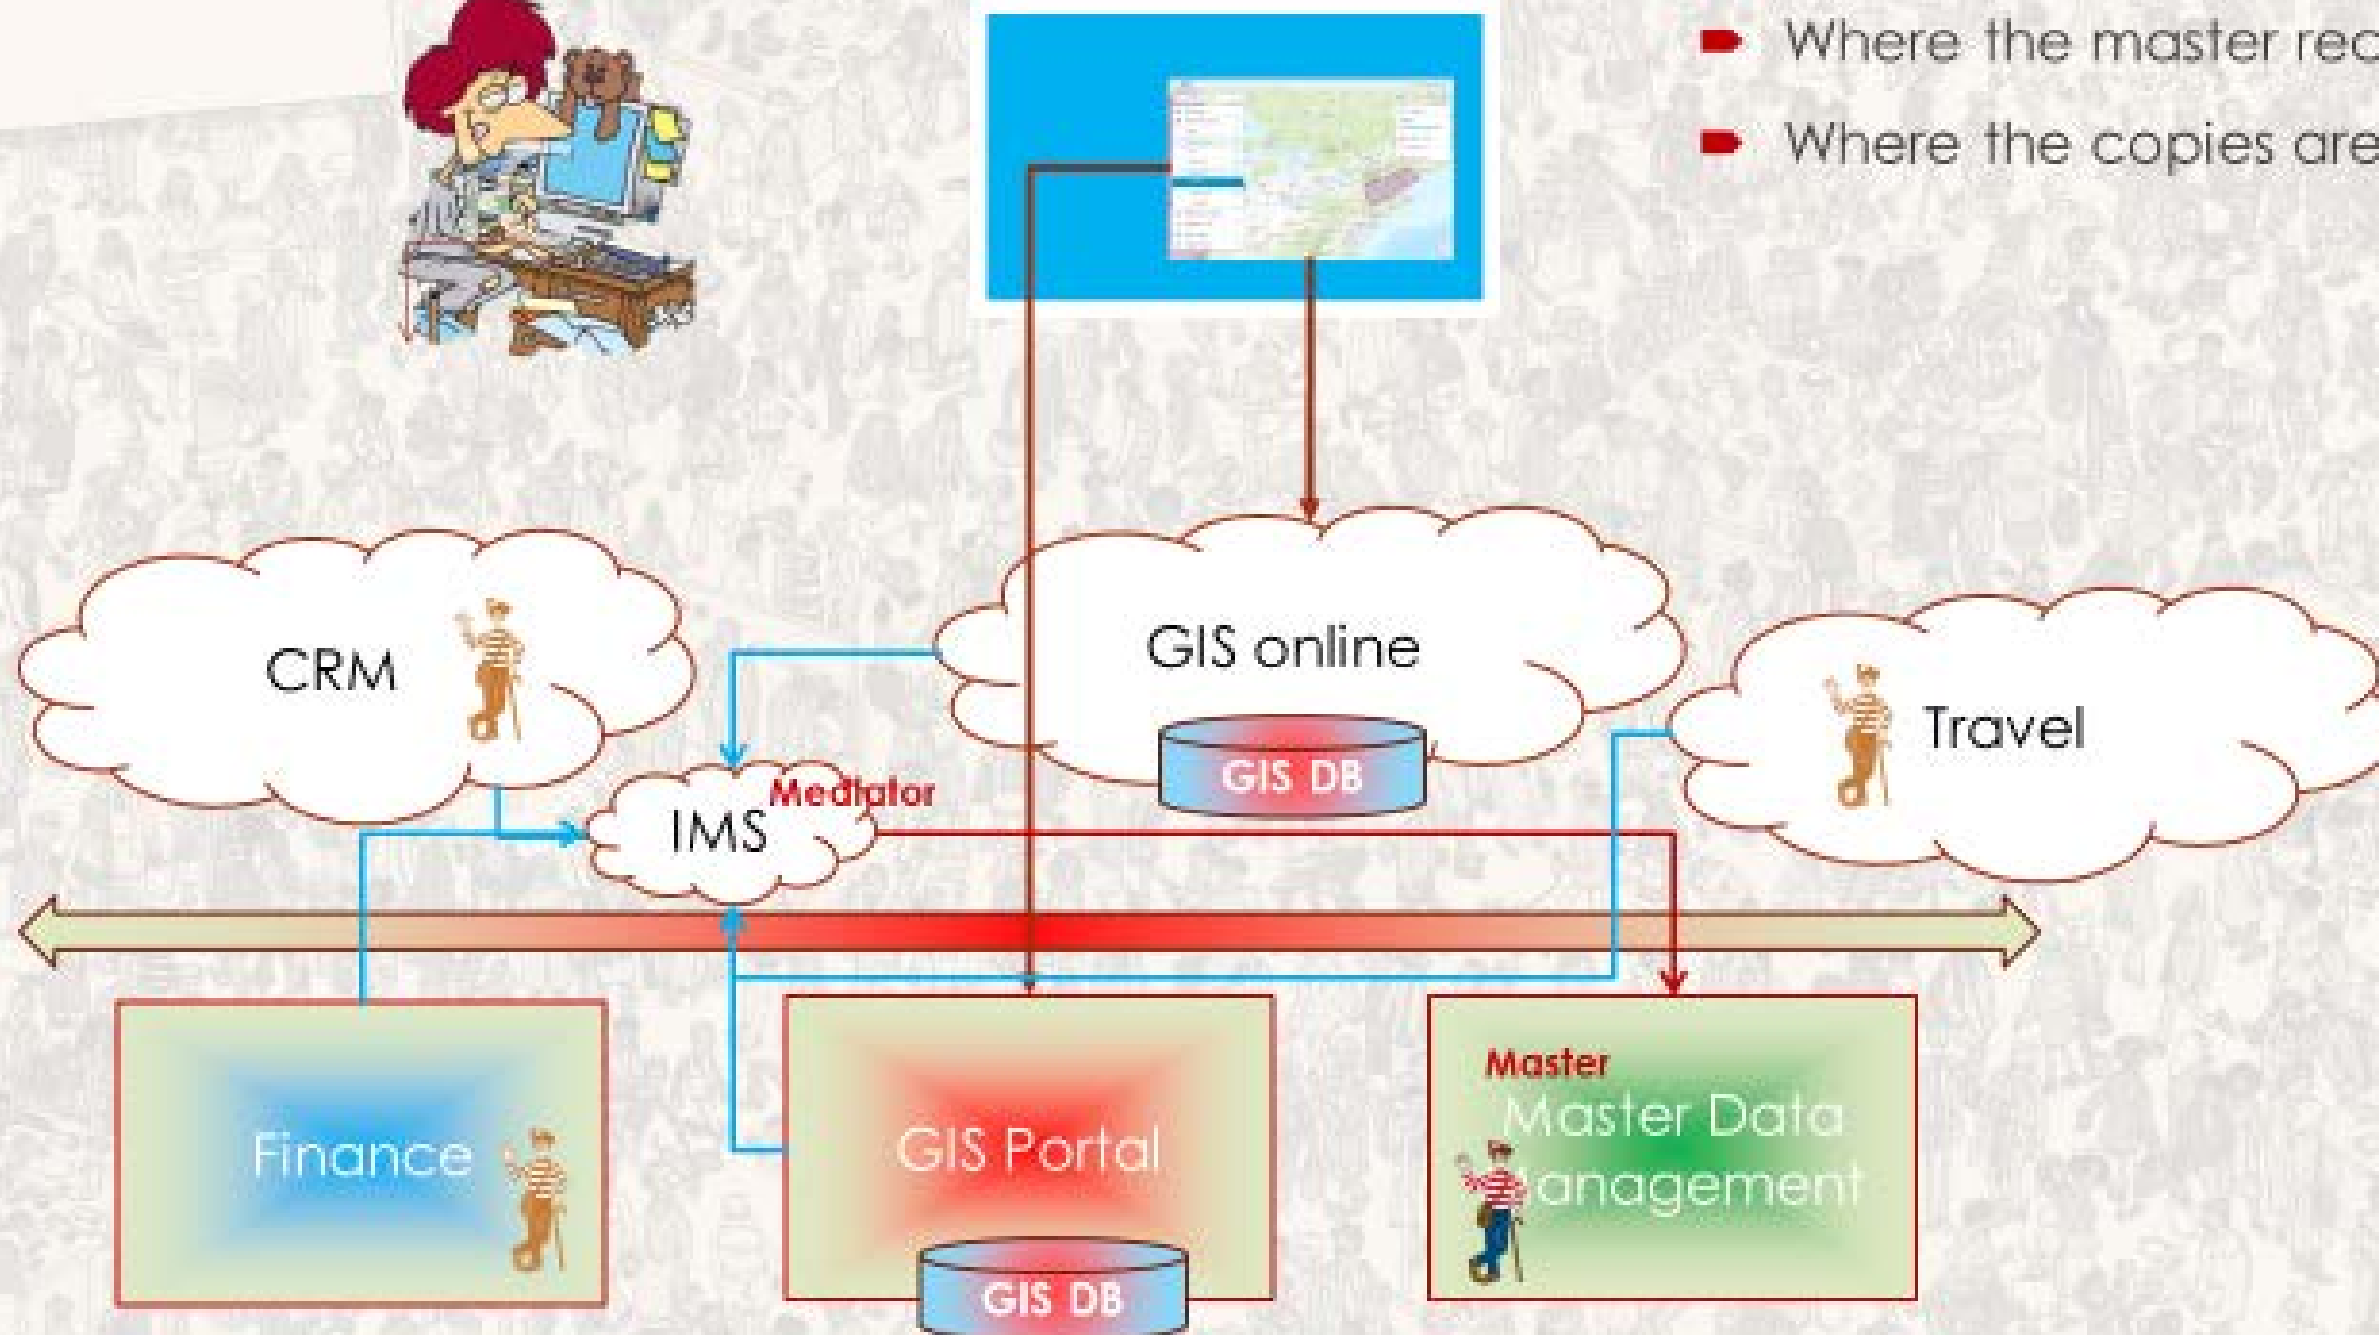 Where the master rec
Where the copies are
CRM
GIS online
Travel
GIS DB
Mediator
IMS
Finance
GIS Portal
Master
Master Data
anagement
GIS DB